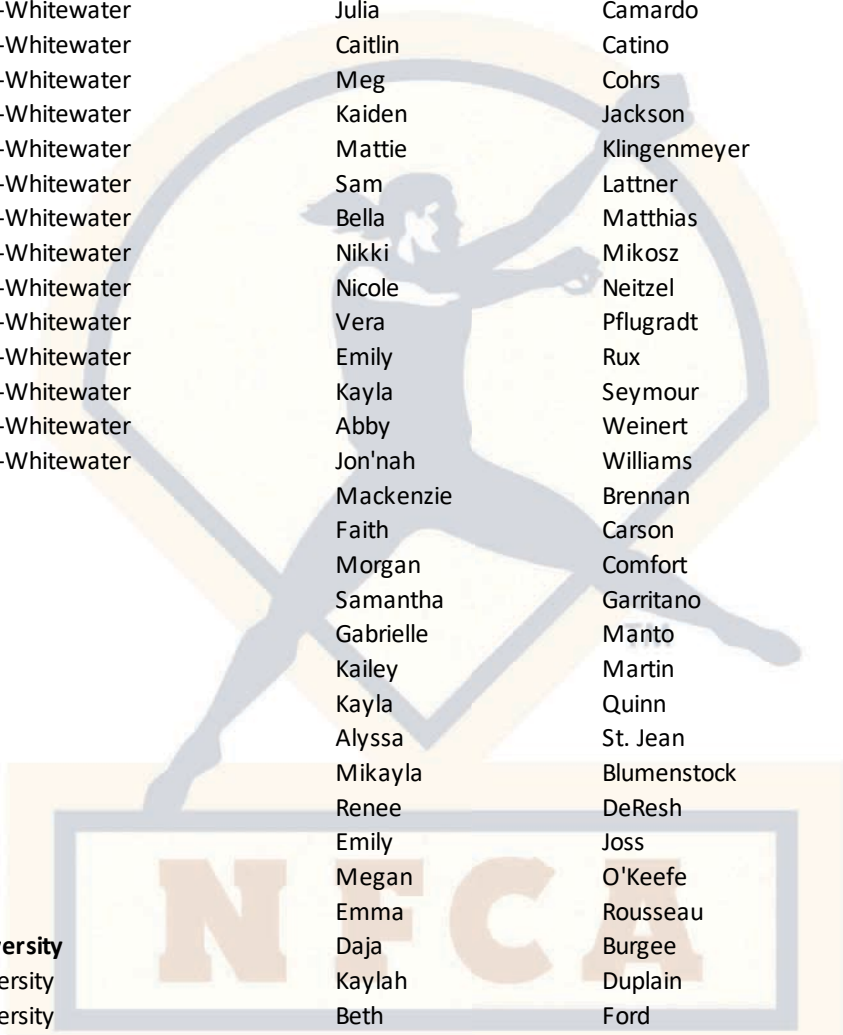 -Whitewater Julia Camardo
-Whitewater Caitlin Catino
-Whitewater Meg Cohrs
-Whitewater Kaiden Jackson
-Whitewater Mattie Klingenmeyer
-Whitewater Sam Lattner
-Whitewater Bella Matthias
-Whitewater Nikki Mikosz
-Whitewater Nicole Neitzel
-Whitewater Vera Pflugradt
-Whitewater Emily Rux
-Whitewater Kayla Seymour
-Whitewater Abby Weinert
-Whitewater Jon'nah Williams
Mackenzie Brennan
Faith Carson
Morgan Comfort
Samantha Garritano
Gabrielle Manto
TM
Kailey Martin
Kayla Quinn
Alyssa St. Jean
Mikayla Blumenstock
Renee DeResh
Emily Joss
Megan O'Keefe
Emma Rousseau
NFCA
ersity Daja Burgee
ersity Kaylah Duplain
ersity Beth Ford